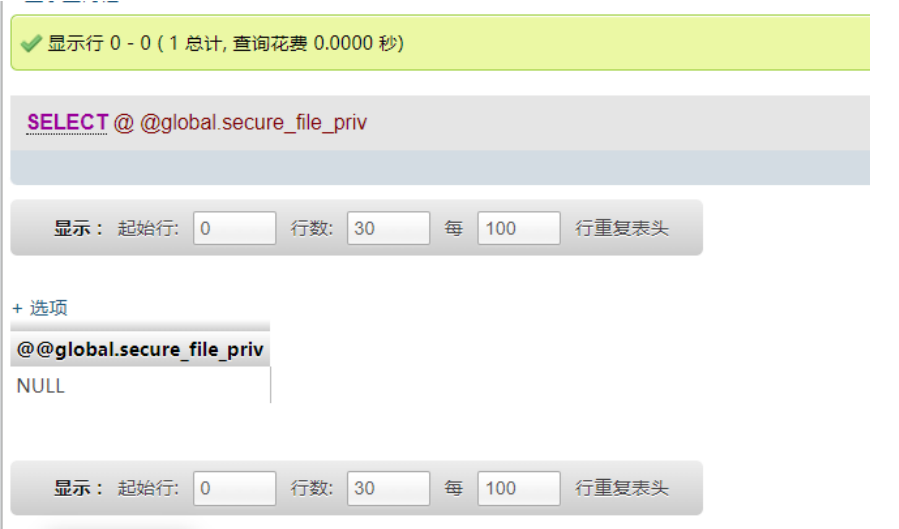 显示行 0 - 0 ( 1 总计, 查询花费 0.0000 秒)
SELECT @ @global.secure_file_priv
显示： 起始行: 0 行数: 30 每 100 行重复表头
+ 选项
@@global.secure_file_priv
NULL
显示： 起始行: 0 行数: 30 每 100 行重复表头